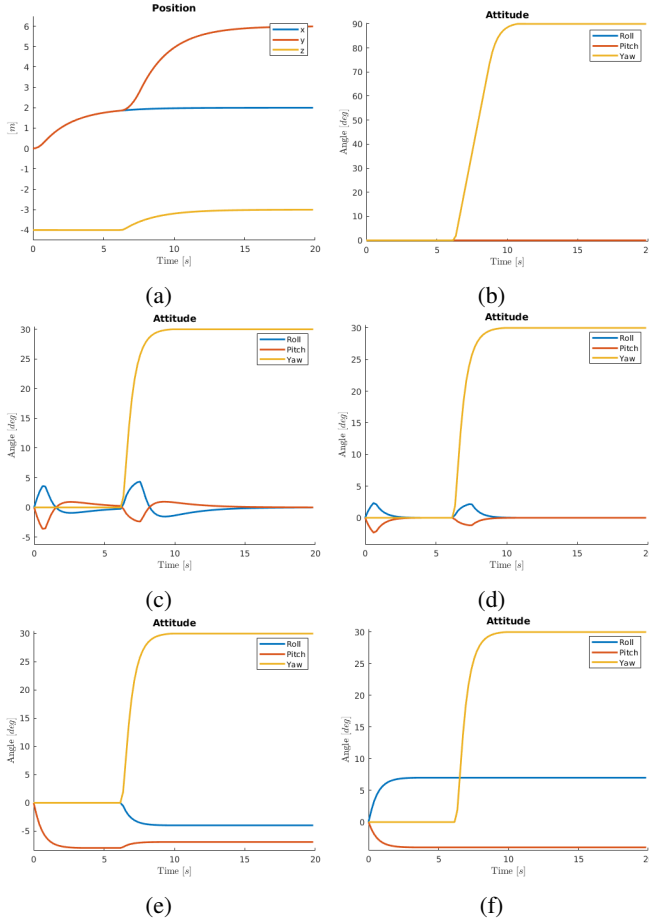 Position
6
5
4
3
2
1
0
-1
-2
-3
-4
[m]
x
y
z
0
5
10
15
20
Time [s]
(a)
Attitude
90
80
70
60
50
40
30
20
10
0
Angle [deg]
Roll
Pitch
Yaw
0
5
10
15
20
Time [s]
(b)
Attitude
30
25
20
15
10
5
0
-5
Angle [deg]
Roll
Pitch
Yaw
0
5
10
15
20
Time [s]
(c)
Attitude
30
25
20
15
10
5
0
Angle [deg]
Roll
Pitch
Yaw
0
5
10
15
20
Time [s]
(d)
Attitude
30
25
20
15
10
5
0
-5
Angle [deg]
Roll
Pitch
Yaw
0
5
10
15
20
Time [s]
(e)
Attitude
30
25
20
15
10
5
0
Angle [deg]
Roll
Pitch
Yaw
0
5
10
15
20
Time [s]
(f)